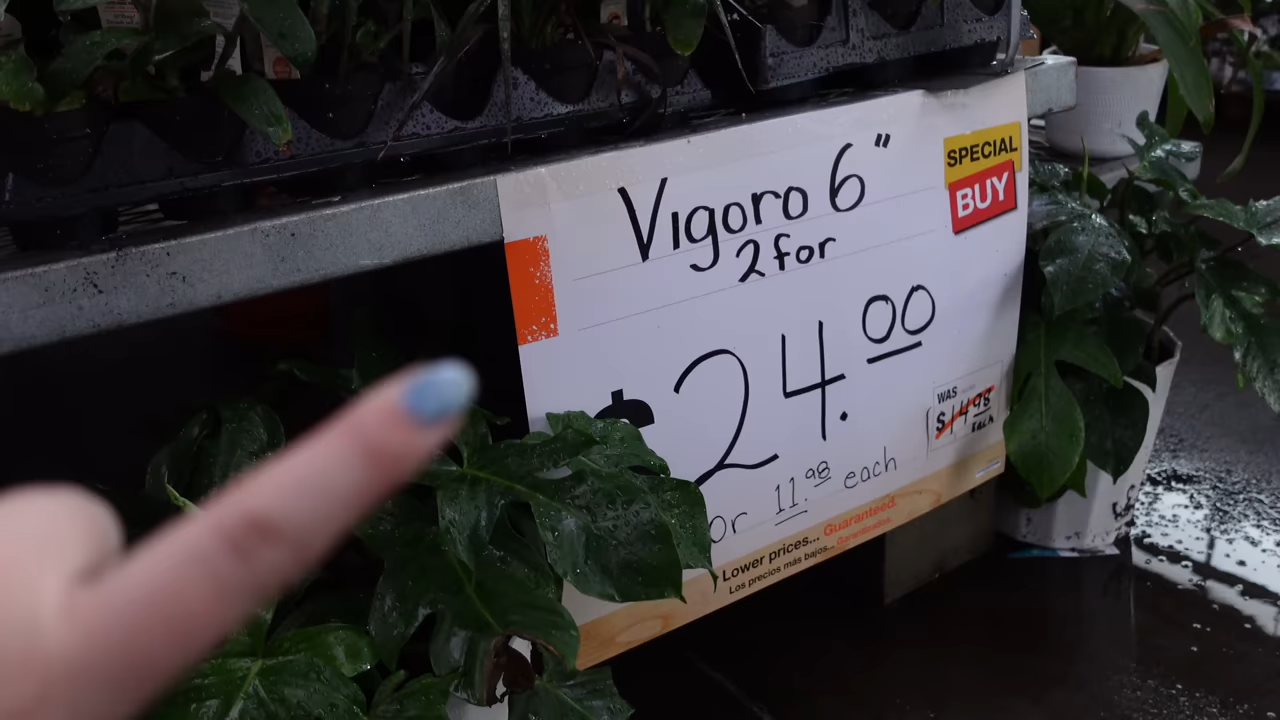 Vigoro 6"
2 for
SPECIAL
BUY
$24.00
WAS
$14.98
EACH
or 11.98 each
Lower prices... Guaranteed.
Los precios más bajos... Garantizados.